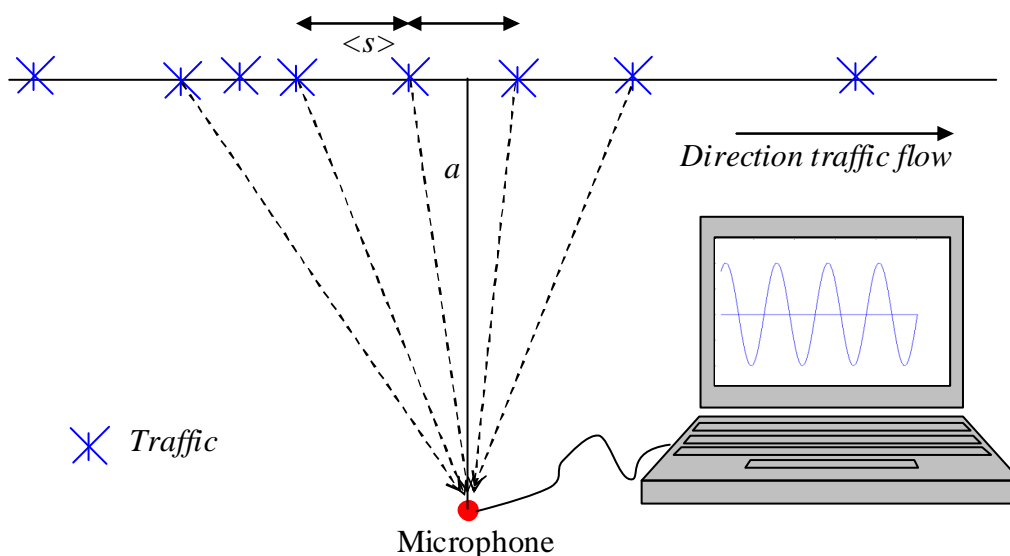 <s>
a
Direction traffic flow
Traffic
Microphone